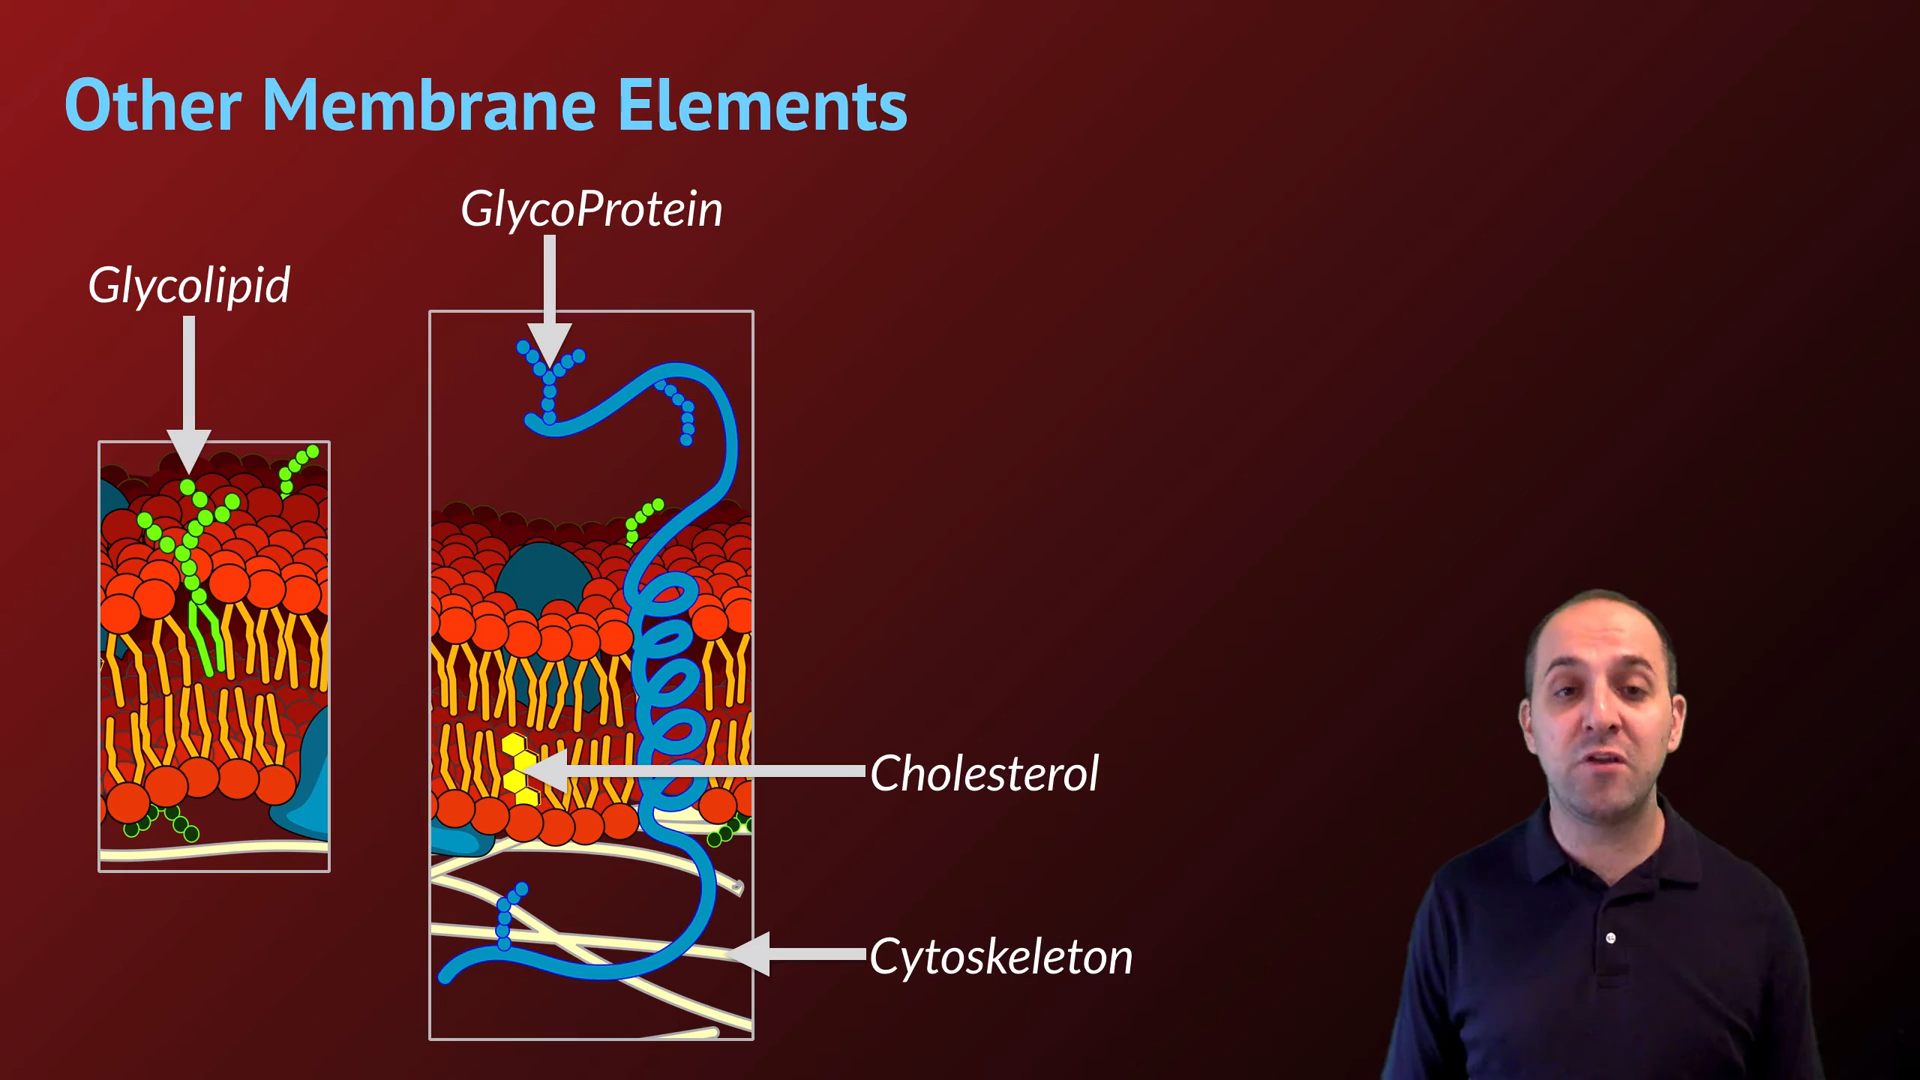 Other Membrane Elements
GlycoProtein
Glycolipid
Cholesterol
Cytoskeleton